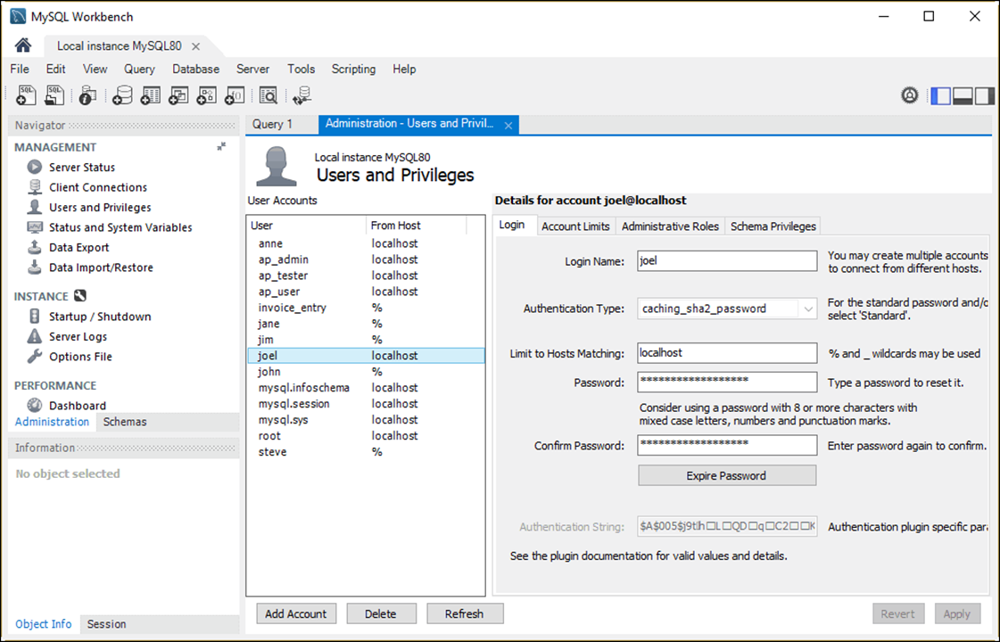 MySQL Workbench
Local instance MySQL80
File Edit View Query Database Server Tools Scripting Help
Navigator
MANAGEMENT
Server Status
Client Connections
Users and Privileges
Status and System Variables
Data Export
Data Import/Restore
INSTANCE
Startup / Shutdown
Server Logs
Options File
PERFORMANCE
Dashboard
Administration Schemas
Information
No object selected
Object Info Session
Query 1 Administration - Users and Privil...
Local instance MySQL80
Users and Privileges
User Accounts
User From Host
anne localhost
ap_admin localhost
ap_tester localhost
ap_user localhost
invoice_entry %
jane %
jim %
joel localhost
john %
mysql.infoschema localhost
mysql.session localhost
mysql.sys localhost
root localhost
steve %
Add Account Delete Refresh
Details for account joel@localhost
Login Account Limits Administrative Roles Schema Privileges
Login Name: joel You may create multiple accounts
to connect from different hosts.
Authentication Type: caching_sha2_password For the standard password and/
select 'Standard'.
Limit to Hosts Matching: localhost % and _ wildcards may be used
Password: ****************** Type a password to reset it.
Consider using a password with 8 or more characters with
mixed case letters, numbers and punctuation marks.
Confirm Password: ****************** Enter password again to confirm.
Expire Password
Authentication String: Authentication plugin specific
See the plugin documentation for valid values and details.
Revert Apply